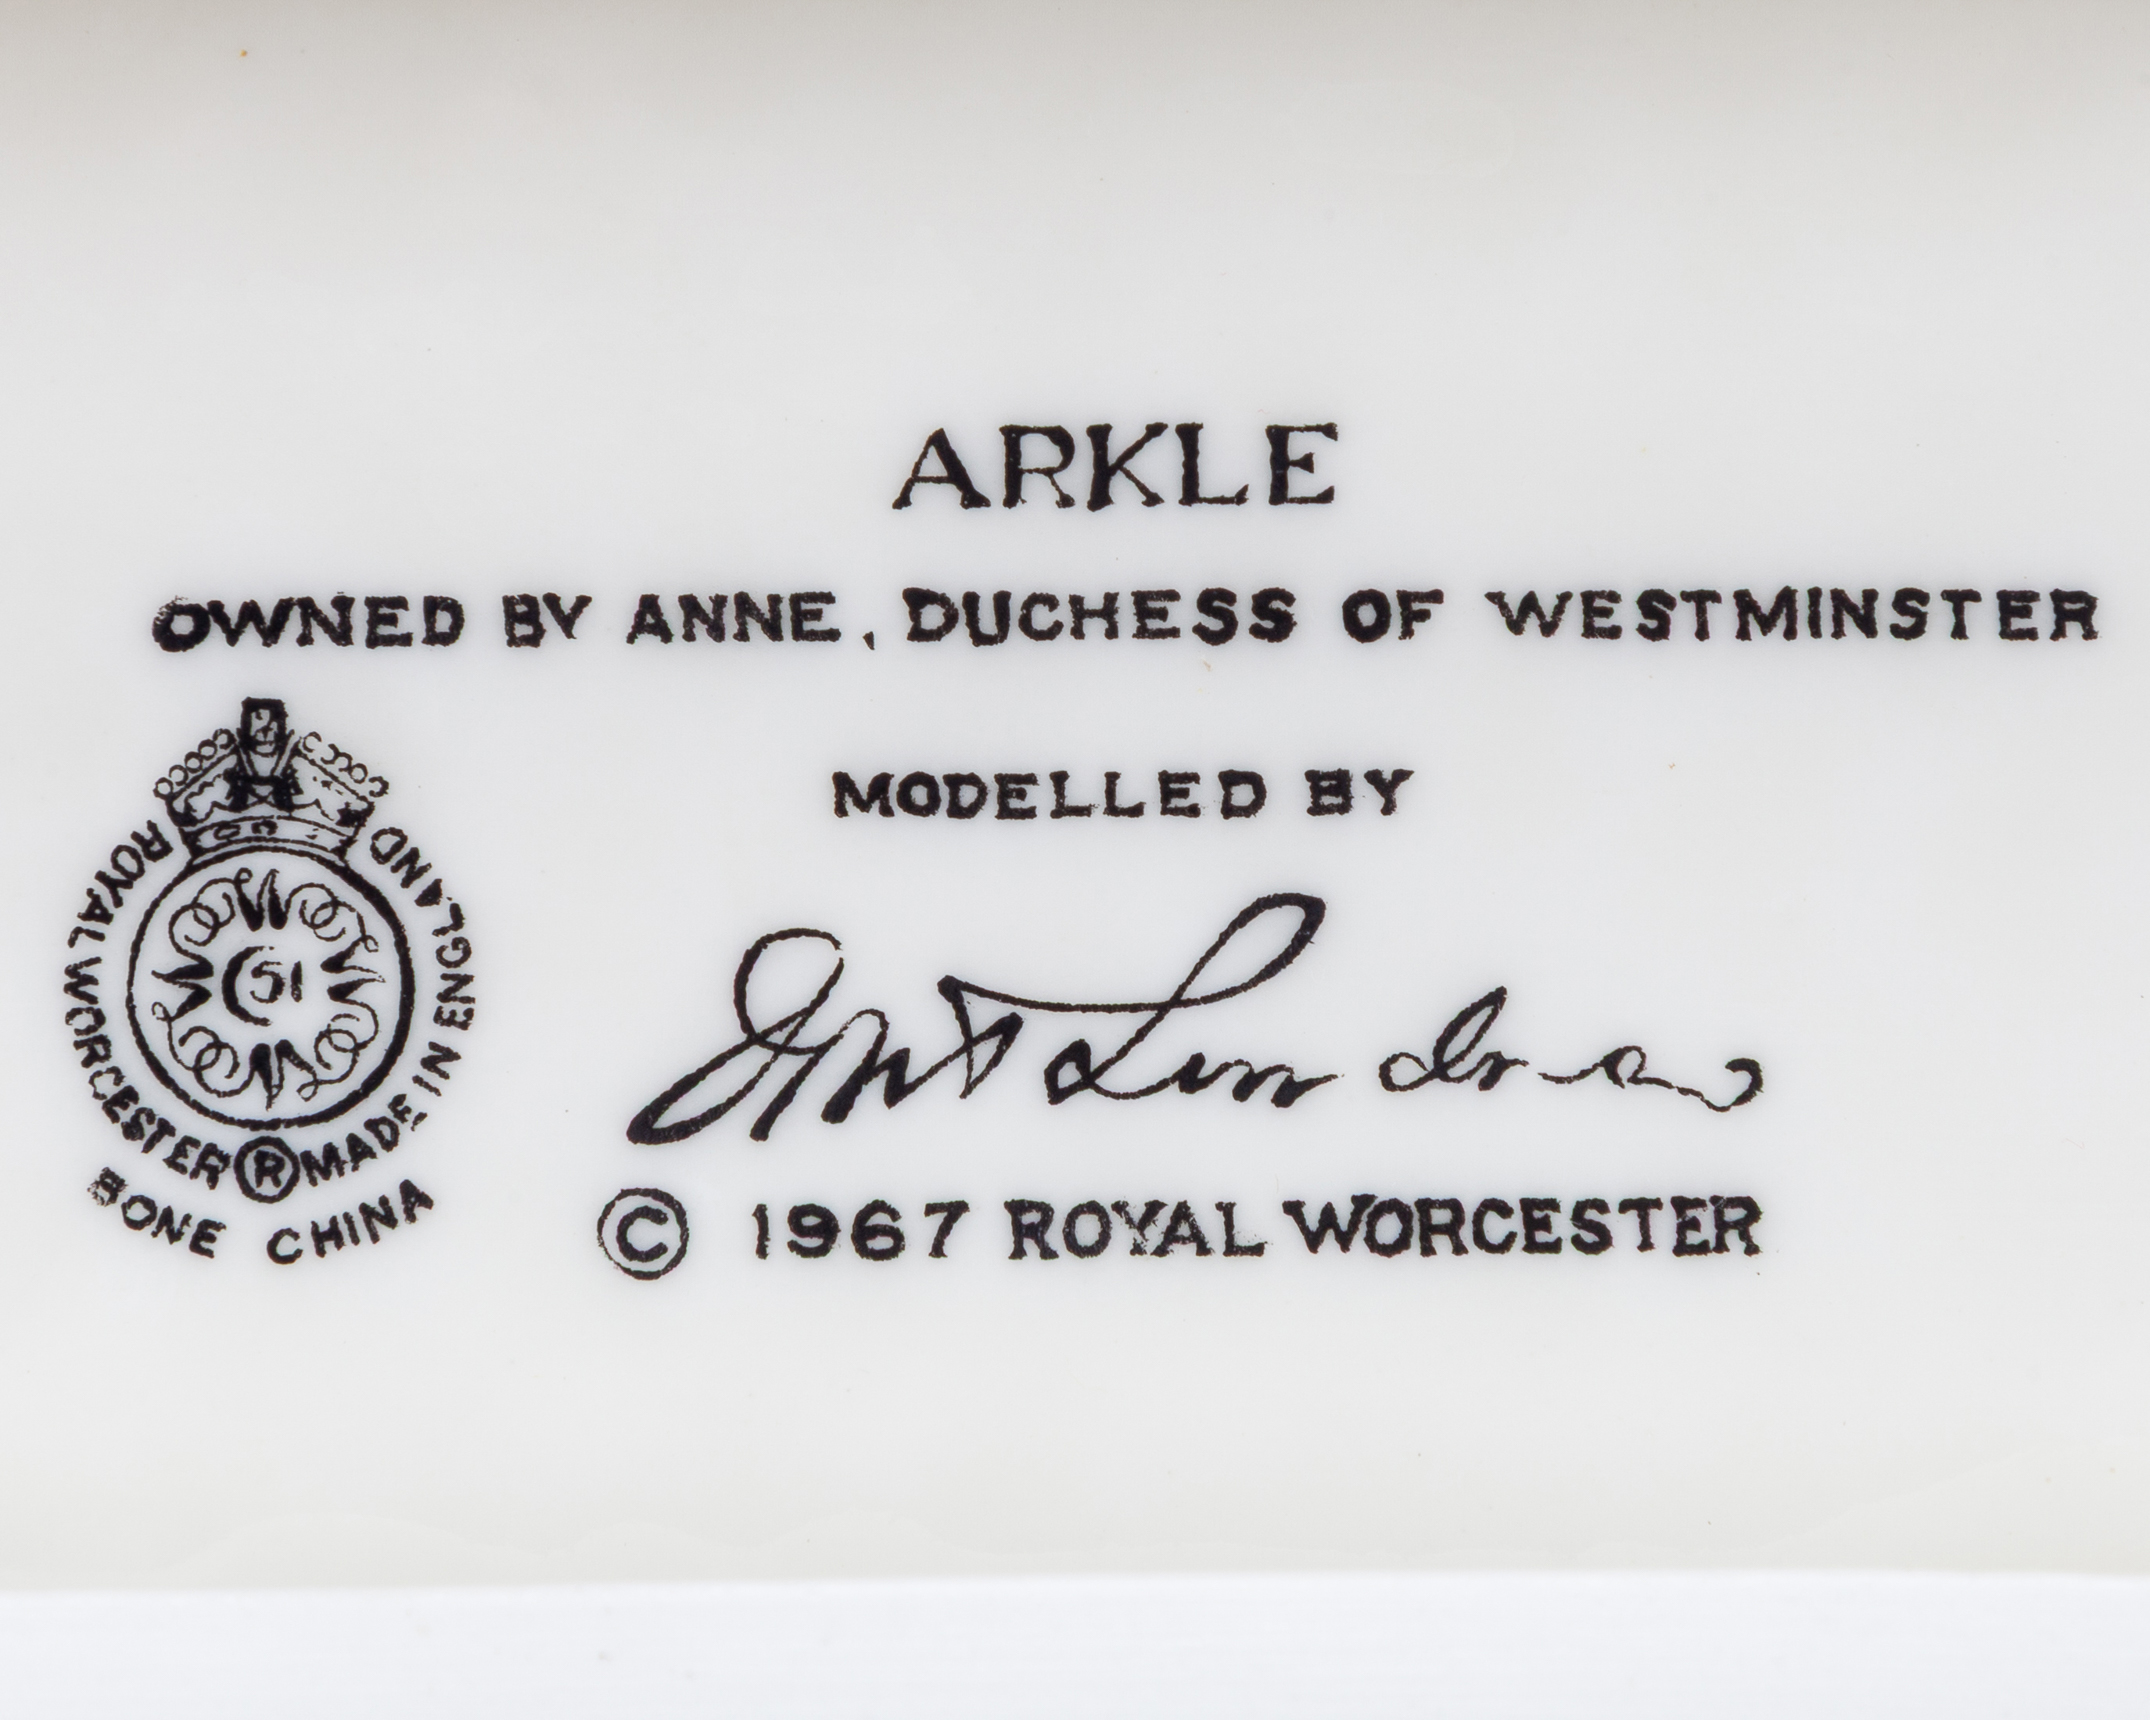 ARKLE
OWNED BY ANNE, DUCHESS OF WESTMINSTER
MODELLED BY
© 1967 ROYAL WORCESTER
ROYAL WORCESTER ® MADE IN ENGLAND
51
BONE CHINA